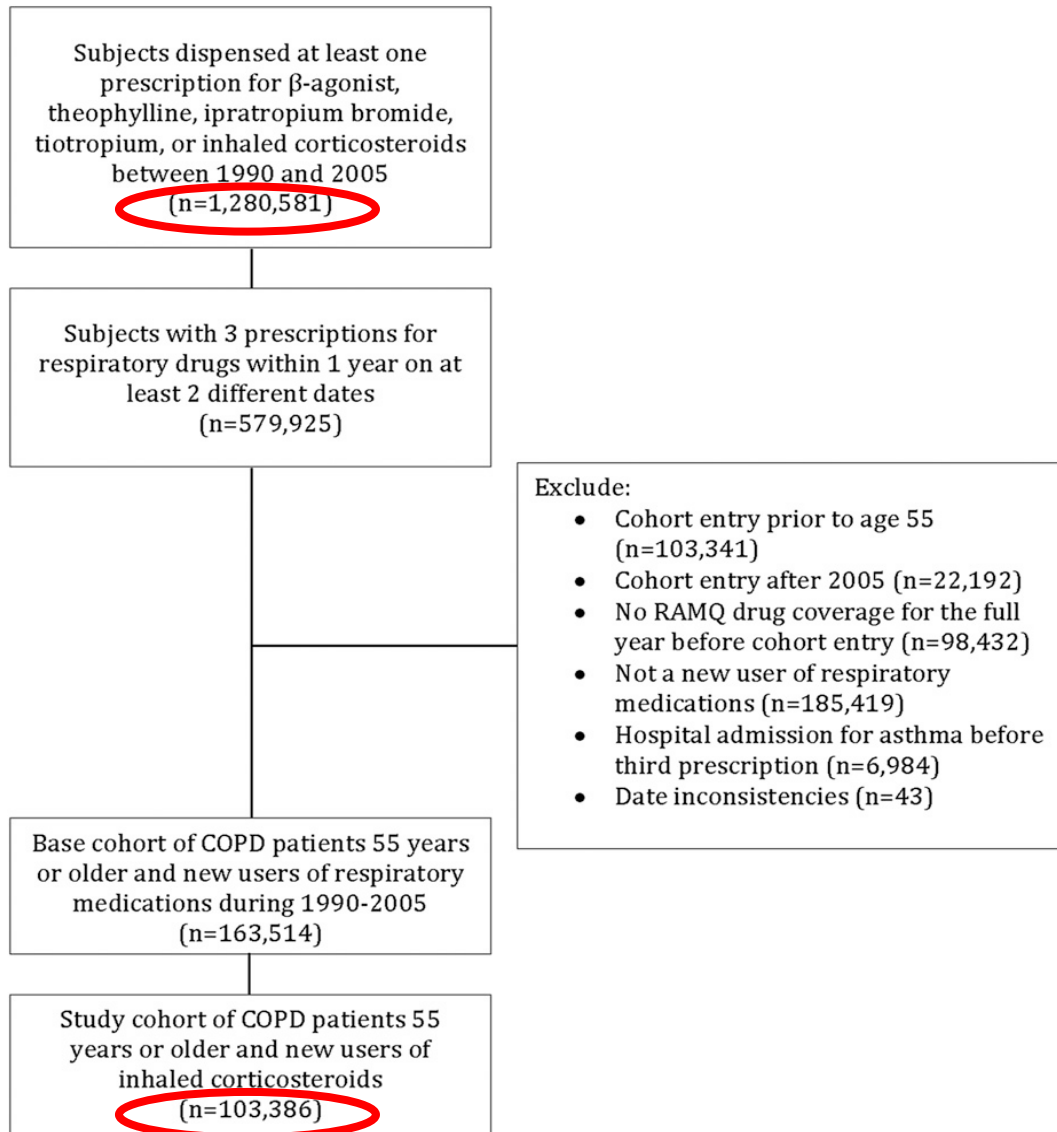 Subjects dispensed at least one
prescription for β-agonist,
theophylline, ipratropium bromide,
tiotropium, or inhaled corticosteroids
between 1990 and 2005
(n=1,280,581)
Subjects with 3 prescriptions for
respiratory drugs within 1 year on at
least 2 different dates
(n=579,925)
Exclude:
• Cohort entry prior to age 55
(n=103,341)
• Cohort entry after 2005 (n=22,192)
• No RAMQ drug coverage for the full
year before cohort entry (n=98,432)
• Not a new user of respiratory
medications (n=185,419)
• Hospital admission for asthma before
third prescription (n=6,984)
• Date inconsistencies (n=43)
Base cohort of COPD patients 55 years
or older and new users of respiratory
medications during 1990-2005
(n=163,514)
Study cohort of COPD patients 55
years or older and new users of
inhaled corticosteroids
(n=103,386)